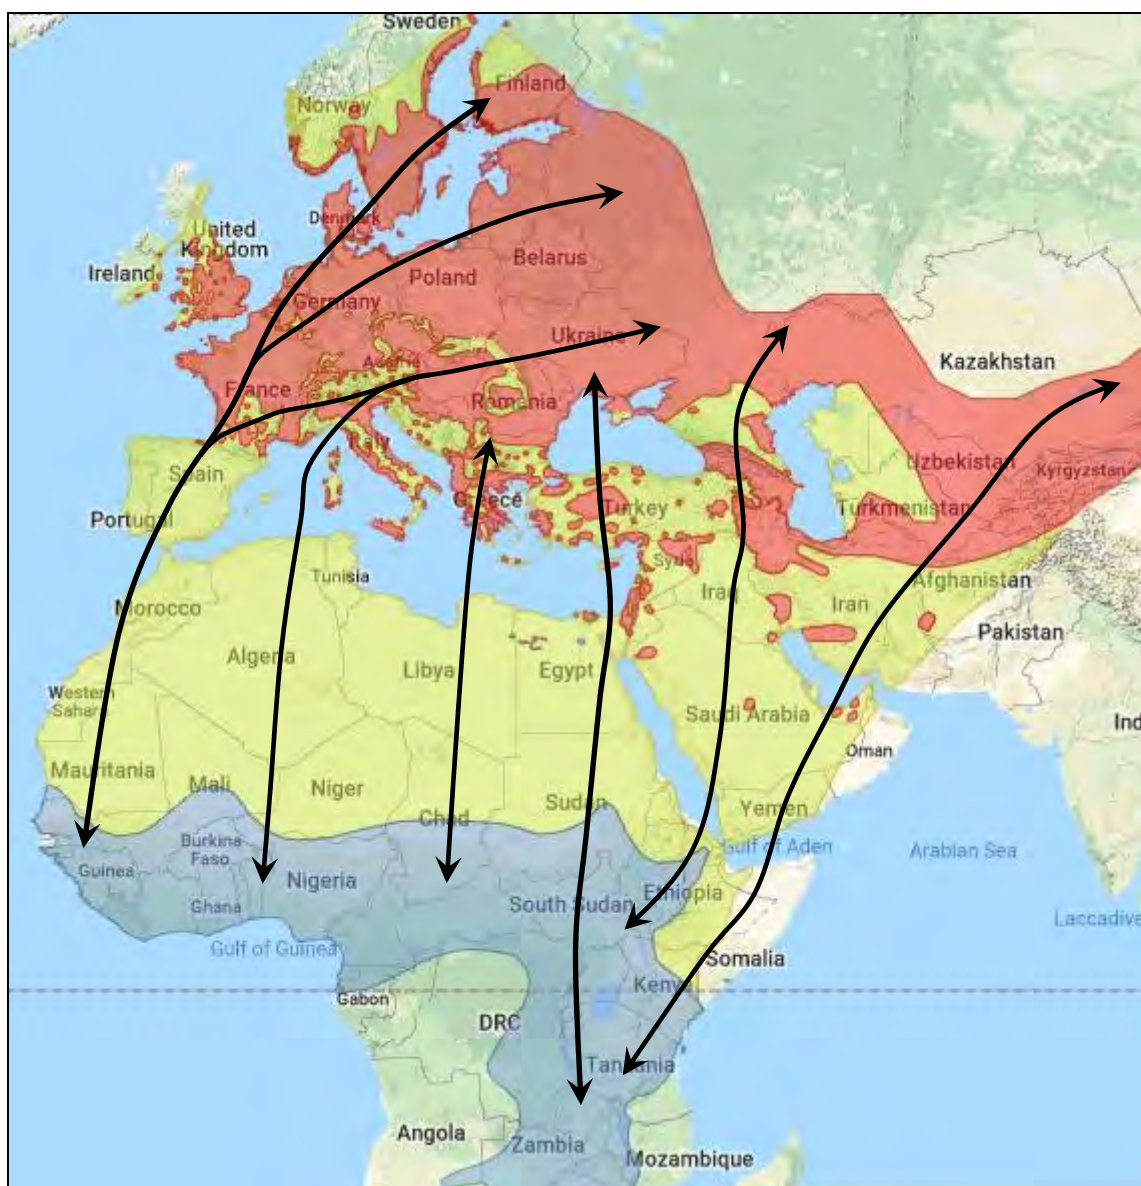 Sweden
Finland
Norway
United
Kingdom
Denmark
Ireland
Belarus
Poland
Germany
Ukraine
Kazakhstan
Austria
France
Romania
Italy
Uzbekistan
Kyrgyzstan
Spain
Greece
Turkey
Turkmenistan
Portugal
Syria
Tunisia
Iraq
Afghanistan
Morocco
Iran
Pakistan
Algeria
Libya
Egypt
Western
Sahara
Saudi Arabia
Ind
Oman
Mauritania
Mali
Niger
Sudan
Yemen
Chad
Burkina
Faso
Gulf of Aden
Arabian Sea
Guinea
Nigeria
Ethiopia
Ghana
South Sudan
Laccadive
Gulf of Guinea
Somalia
Kenya
Gabon
DRC
Tanzania
Angola
Zambia
Mozambique